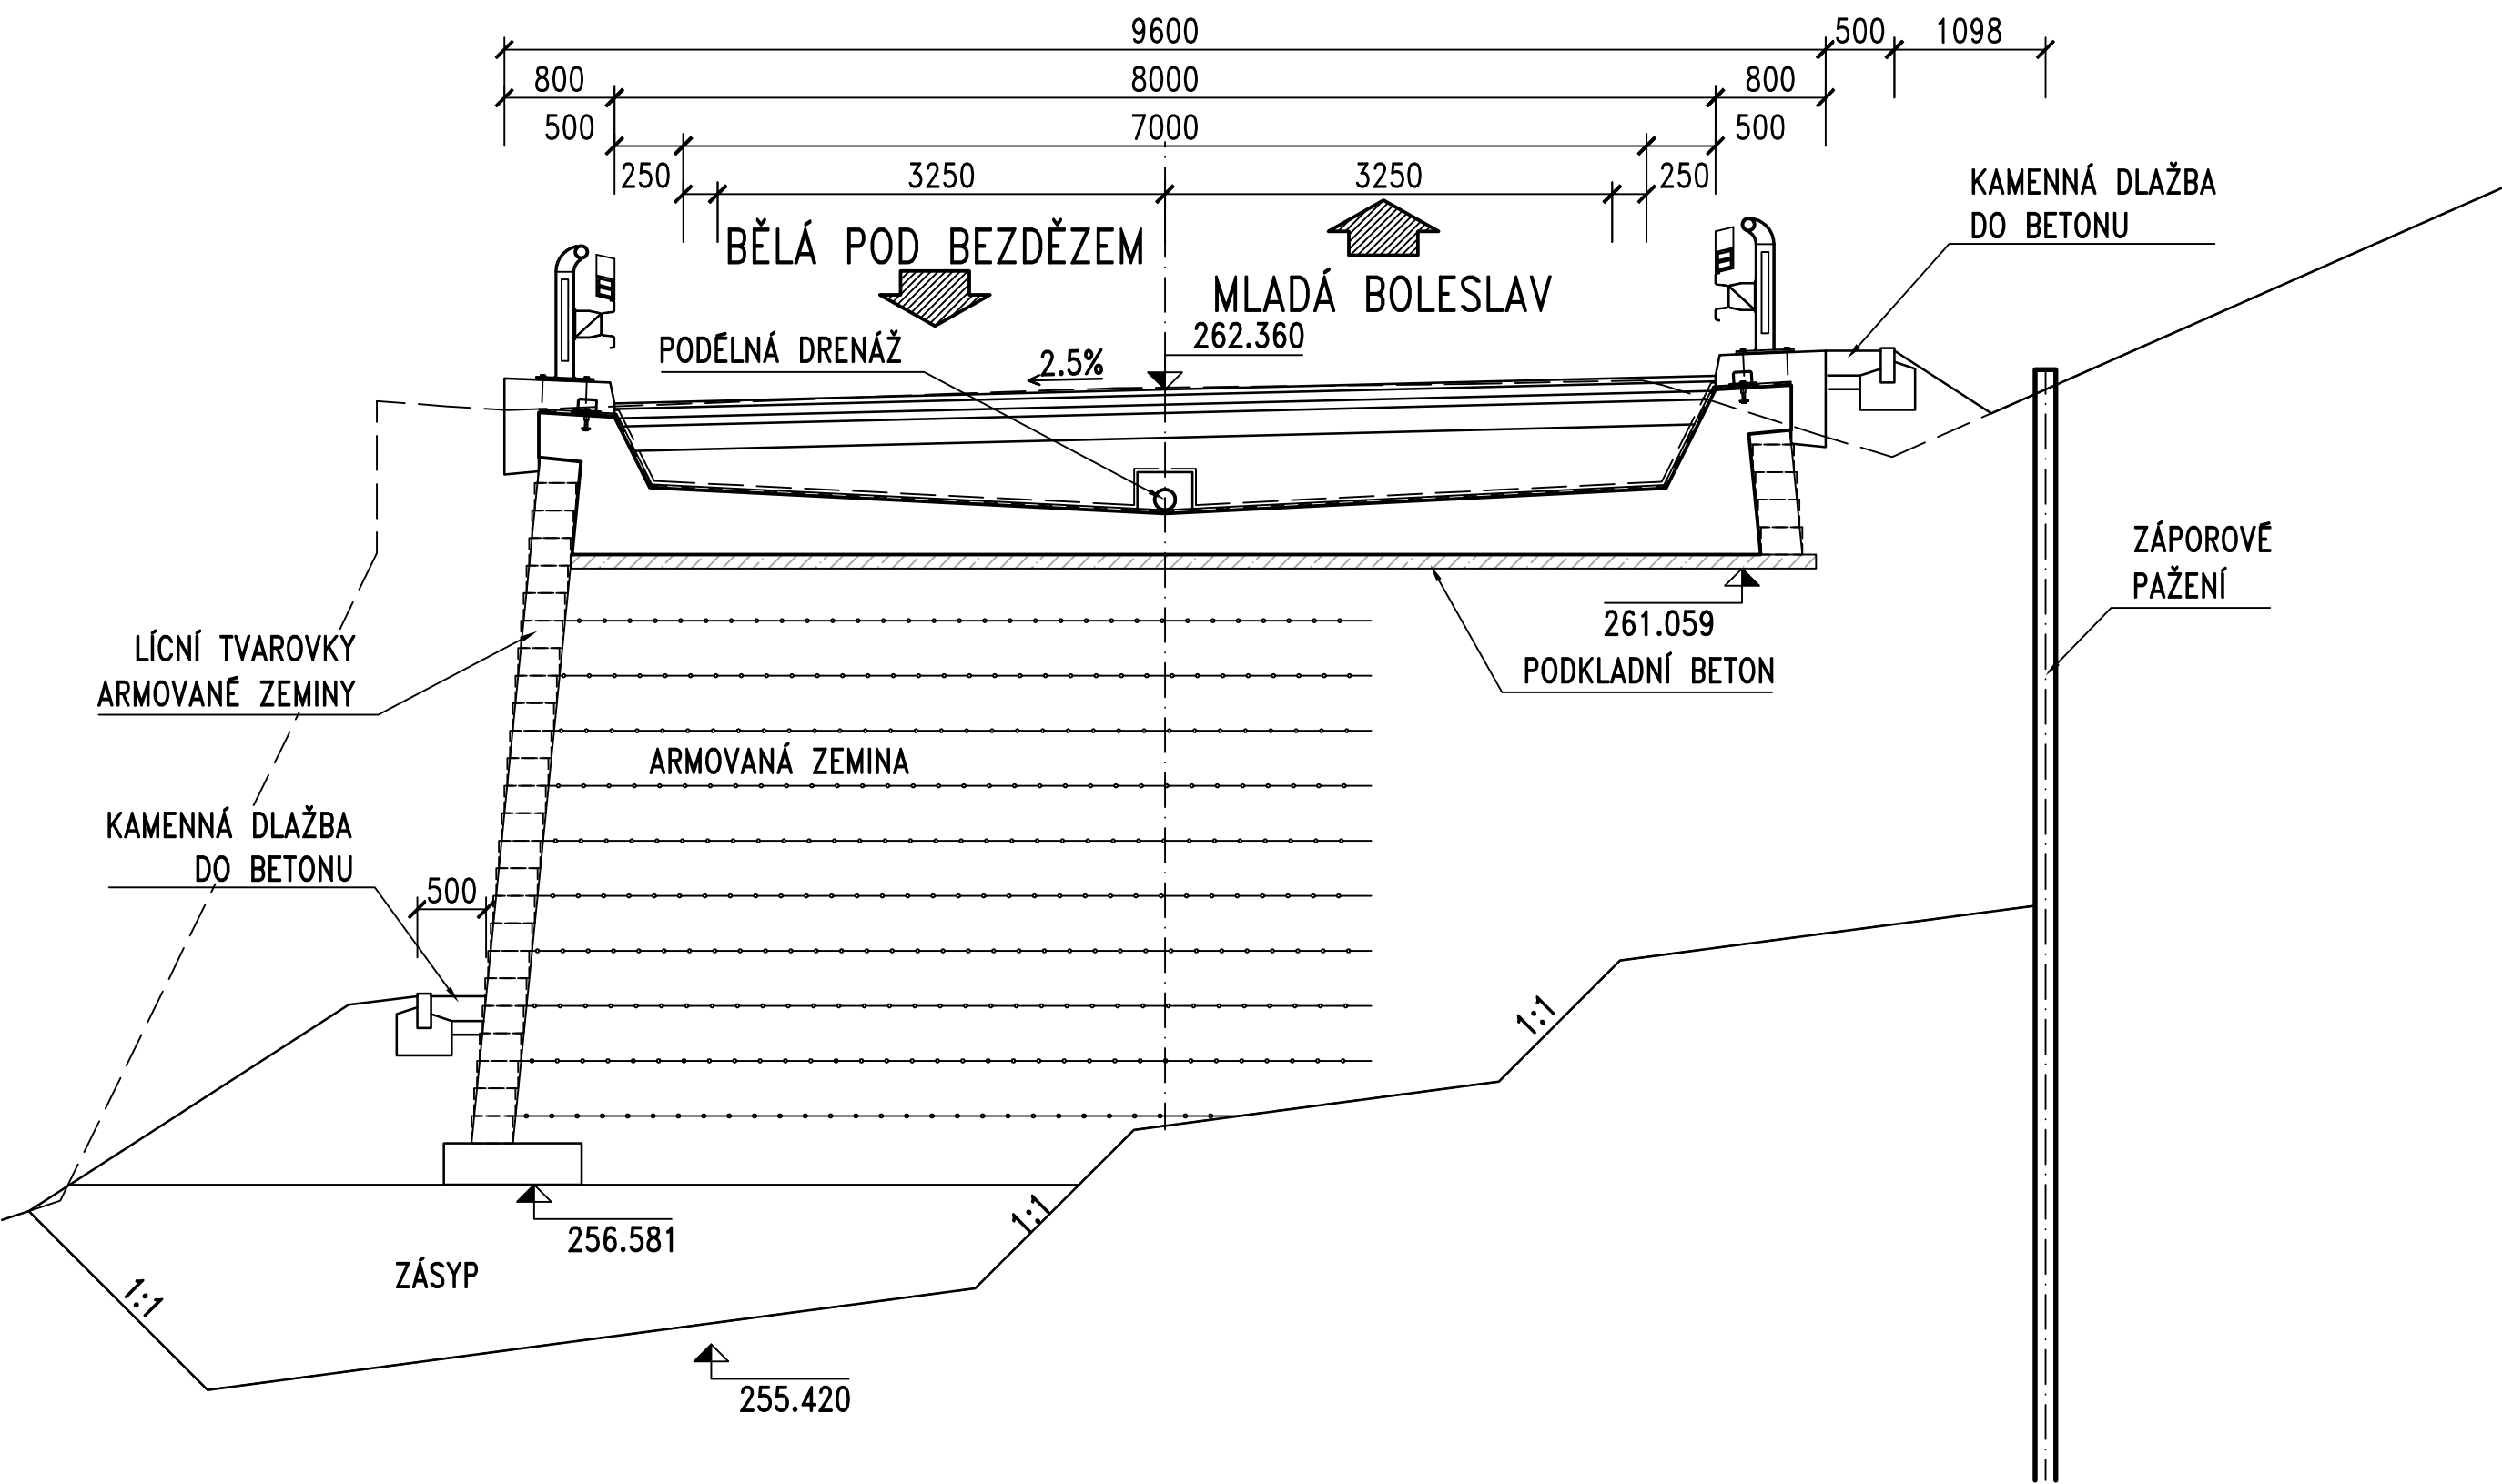 9600
500
1098
800
8000
800
500
7000
500
250
3250
3250
250
KAMENNÁ DLAŽBA
DO BETONU
BĚLÁ POD BEZDĚZEM
MLADÁ BOLESLAV
PODÉLNÁ DRENÁŽ
2.5%
262.360
ZÁPOROVÉ
PAŽENÍ
261.059
PODKLADNÍ BETON
LÍCNÍ TVAROVKY
ARMOVANÉ ZEMINY
ARMOVANÁ ZEMINA
KAMENNÁ DLAŽBA
DO BETONU
500
1:1
1:1
256.581
ZÁSYP
1:1
255.420